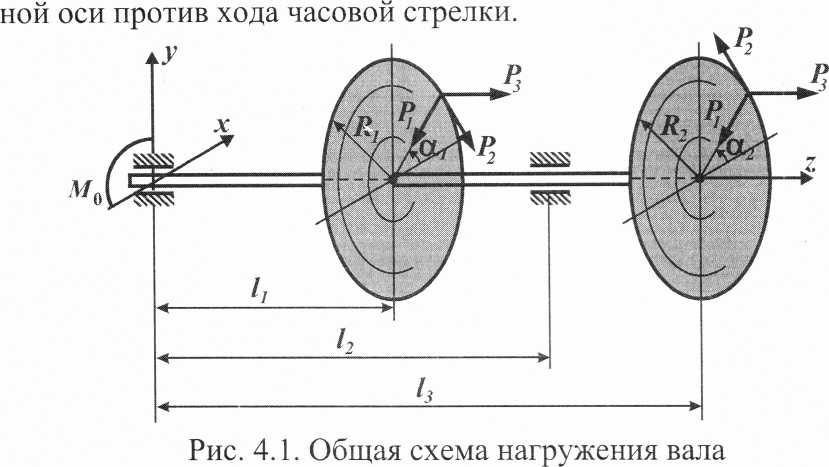 ной оси против хода часовой стрелки.
y
P₂
P₃
P₃
x
P₁
P₁
R₁
α₁
R₂
α₂
P₂
z
M₀
l₁
l₂
l₃
Рис. 4.1. Общая схема нагружения вала